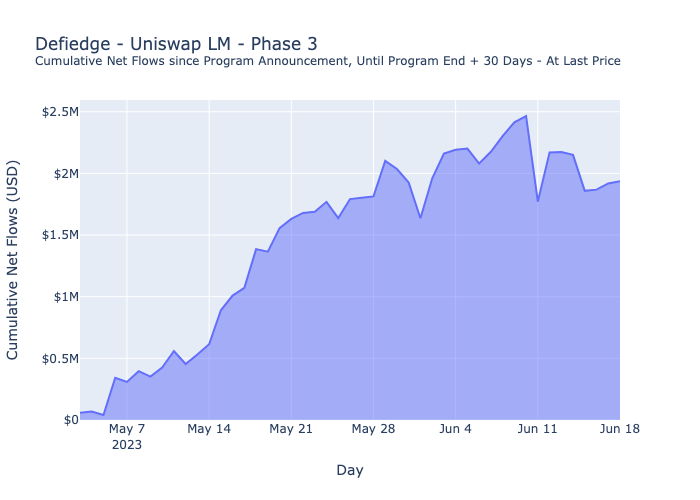 Defiedge - Uniswap LM - Phase 3
Cumulative Net Flows since Program Announcement, Until Program End + 30 Days - At Last Price
Cumulative Net Flows (USD)
$2.5M
$2M
$1.5M
$1M
$0.5M
$0
May 7
2023
May 14
May 21
May 28
Jun 4
Jun 11
Jun 18
Day